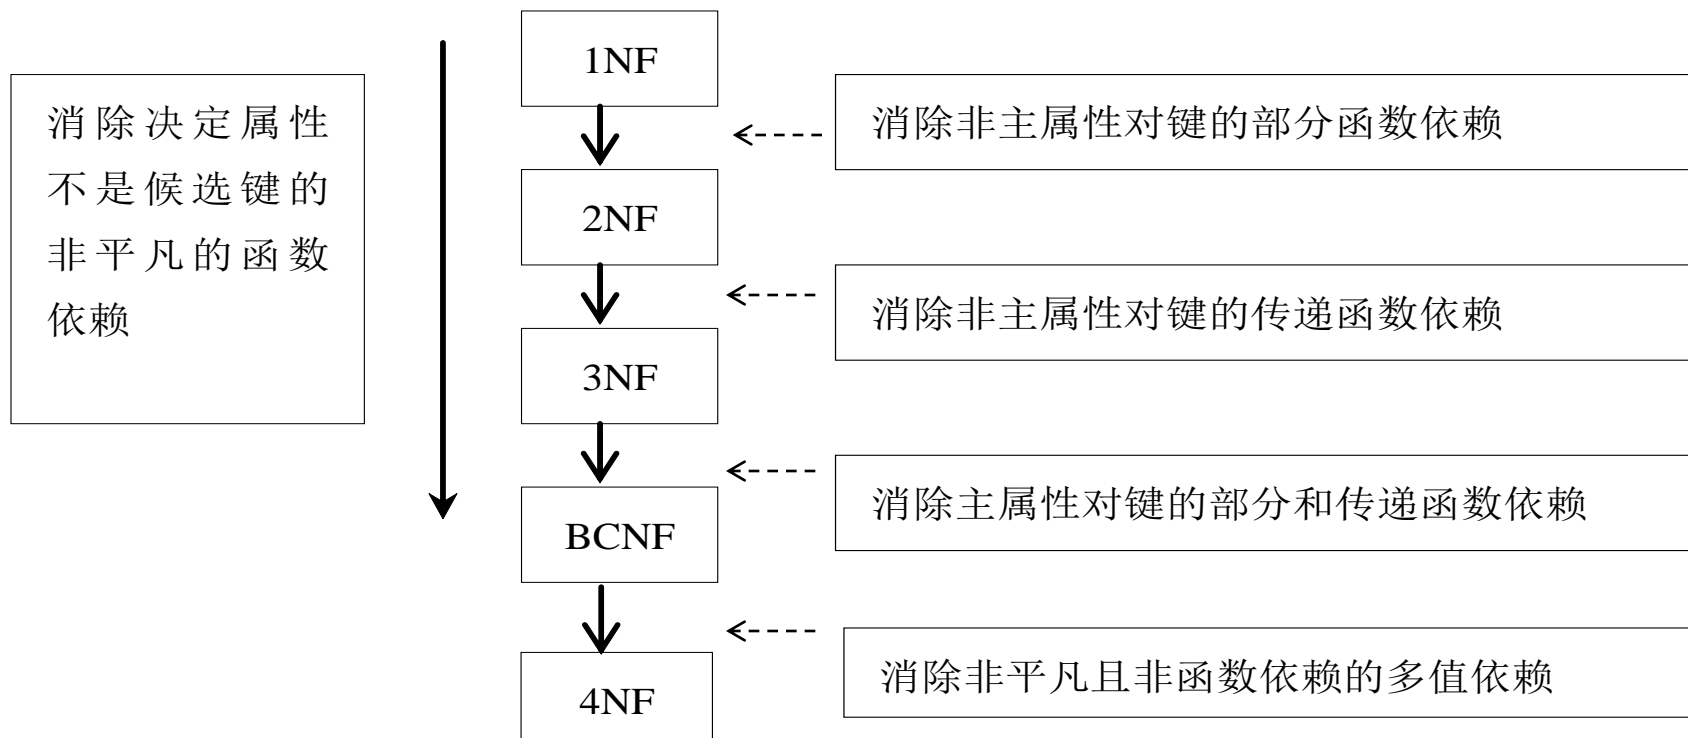 1NF
消除决定属性
不是候选键的
非平凡的函数
依赖
消除非主属性对键的部分函数依赖
2NF
消除非主属性对键的传递函数依赖
3NF
消除主属性对键的部分和传递函数依赖
BCNF
消除非平凡且非函数依赖的多值依赖
4NF